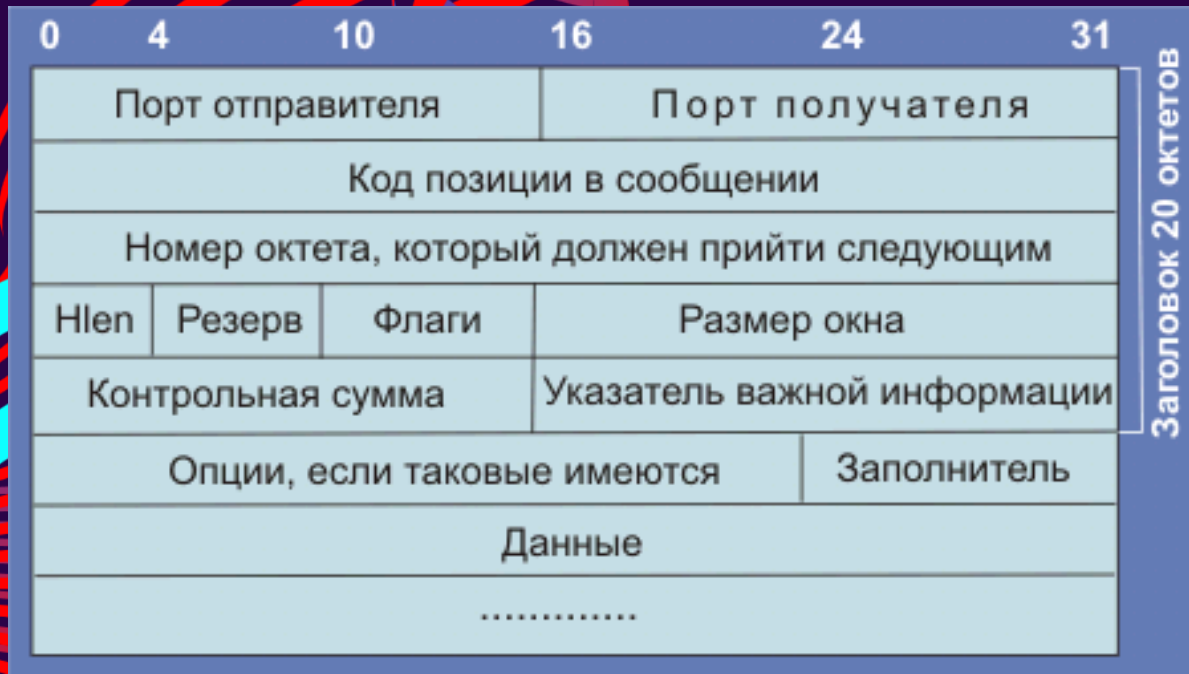 0 4 10 16 24 31
Порт отправителя Порт получателя
Код позиции в сообщении
Номер октета, который должен прийти следующим
Hlen Резерв Флаги Размер окна
Контрольная сумма Указатель важной информации
Опции, если таковые имеются Заполнитель
Данные
.............
Заголовок 20 октетов